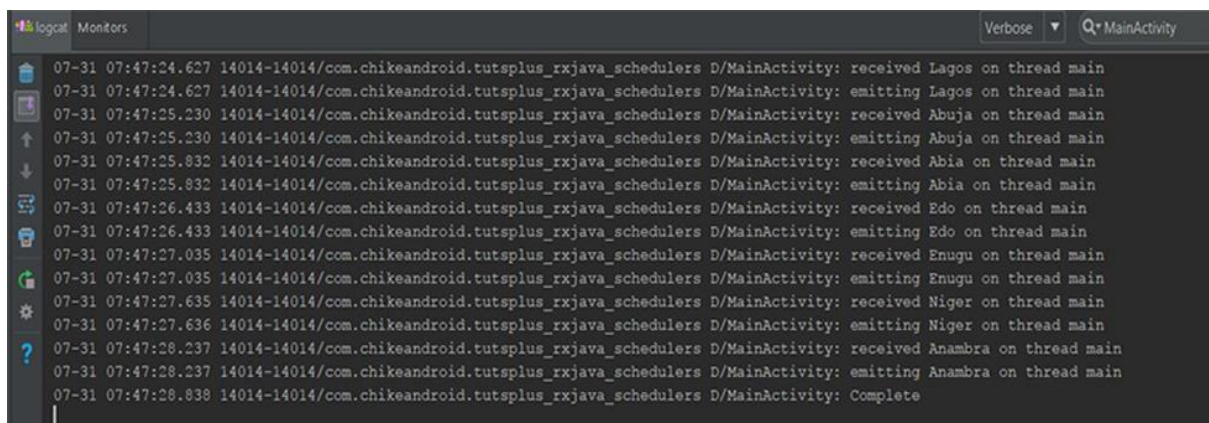 logcat Monitors Verbose MainActivity
07-31 07:47:24.627 14014-14014/com.chikeandroid.tutsplus_rxjava_schedulers D/MainActivity: received Lagos on thread main
07-31 07:47:24.627 14014-14014/com.chikeandroid.tutsplus_rxjava_schedulers D/MainActivity: emitting Lagos on thread main
07-31 07:47:25.230 14014-14014/com.chikeandroid.tutsplus_rxjava_schedulers D/MainActivity: received Abuja on thread main
07-31 07:47:25.230 14014-14014/com.chikeandroid.tutsplus_rxjava_schedulers D/MainActivity: emitting Abuja on thread main
07-31 07:47:25.832 14014-14014/com.chikeandroid.tutsplus_rxjava_schedulers D/MainActivity: received Abia on thread main
07-31 07:47:25.832 14014-14014/com.chikeandroid.tutsplus_rxjava_schedulers D/MainActivity: emitting Abia on thread main
07-31 07:47:26.433 14014-14014/com.chikeandroid.tutsplus_rxjava_schedulers D/MainActivity: received Edo on thread main
07-31 07:47:26.433 14014-14014/com.chikeandroid.tutsplus_rxjava_schedulers D/MainActivity: emitting Edo on thread main
07-31 07:47:27.035 14014-14014/com.chikeandroid.tutsplus_rxjava_schedulers D/MainActivity: received Enugu on thread main
07-31 07:47:27.035 14014-14014/com.chikeandroid.tutsplus_rxjava_schedulers D/MainActivity: emitting Enugu on thread main
07-31 07:47:27.635 14014-14014/com.chikeandroid.tutsplus_rxjava_schedulers D/MainActivity: received Niger on thread main
07-31 07:47:27.636 14014-14014/com.chikeandroid.tutsplus_rxjava_schedulers D/MainActivity: emitting Niger on thread main
07-31 07:47:28.237 14014-14014/com.chikeandroid.tutsplus_rxjava_schedulers D/MainActivity: received Anambra on thread main
07-31 07:47:28.237 14014-14014/com.chikeandroid.tutsplus_rxjava_schedulers D/MainActivity: emitting Anambra on thread main
07-31 07:47:28.838 14014-14014/com.chikeandroid.tutsplus_rxjava_schedulers D/MainActivity: Complete